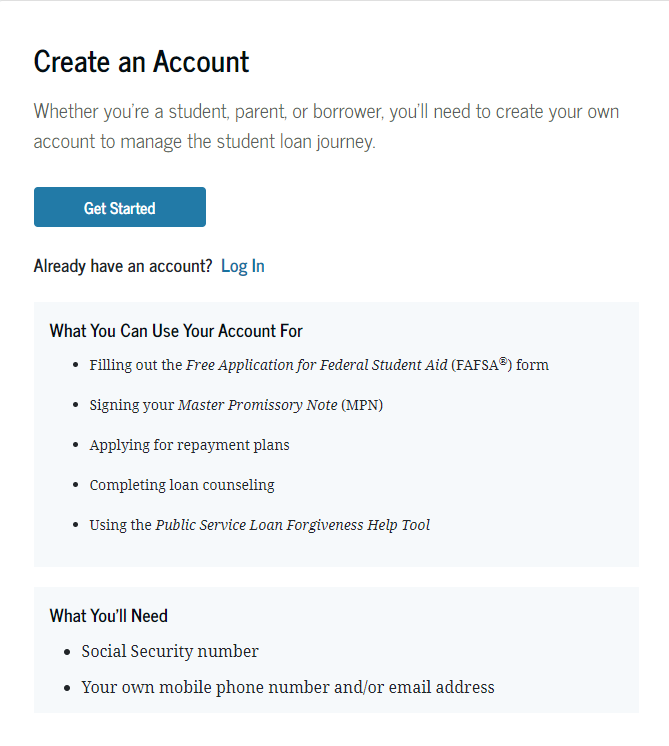 Create an Account
Whether you're a student, parent, or borrower, you'll need to create your own
account to manage the student loan journey.
Get Started
Already have an account? Log In
What You Can Use Your Account For
• Filling out the Free Application for Federal Student Aid (FAFSA®) form
• Signing your Master Promissory Note (MPN)
• Applying for repayment plans
• Completing loan counseling
• Using the Public Service Loan Forgiveness Help Tool
What You'll Need
• Social Security number
• Your own mobile phone number and/or email address